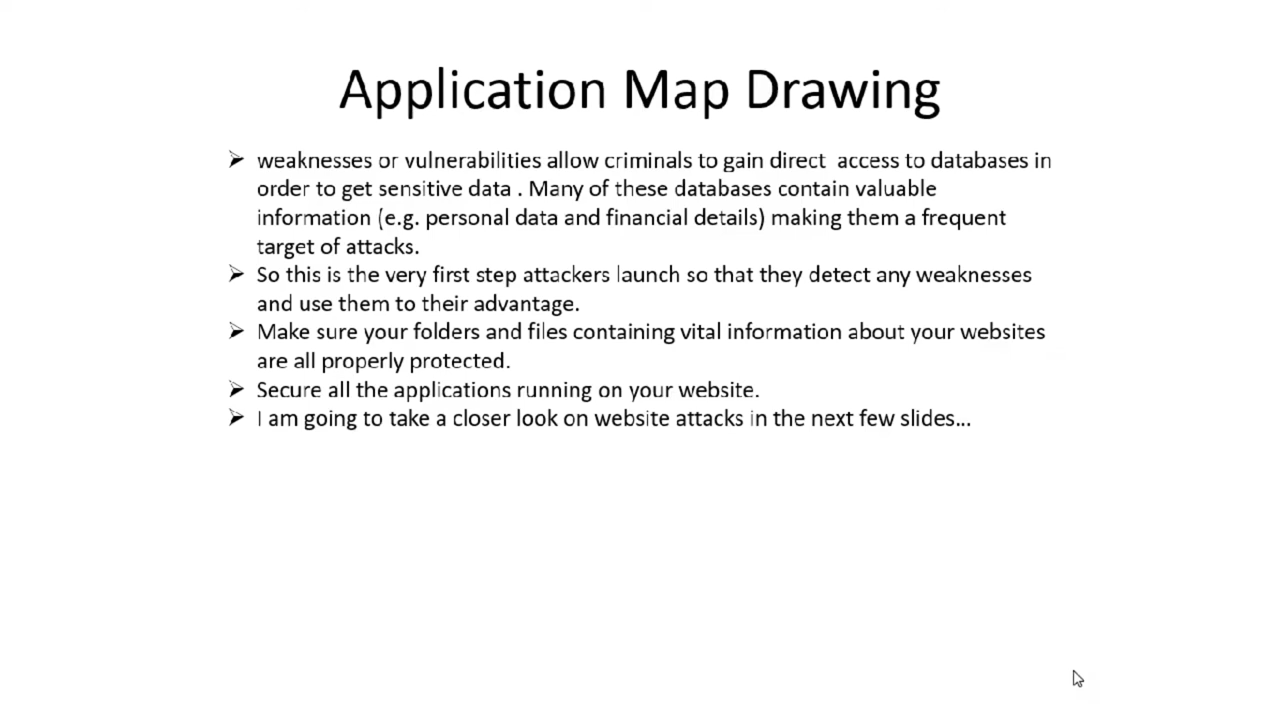 Application Map Drawing
➢ weaknesses or vulnerabilities allow criminals to gain direct  access to databases in
order to get sensitive data . Many of these databases contain valuable
information (e.g. personal data and financial details) making them a frequent
target of attacks.
➢ So this is the very first step attackers launch so that they detect any weaknesses
and use them to their advantage.
➢ Make sure your folders and files containing vital information about your websites
are all properly protected.
➢ Secure all the applications running on your website.
➢ I am going to take a closer look on website attacks in the next few slides…